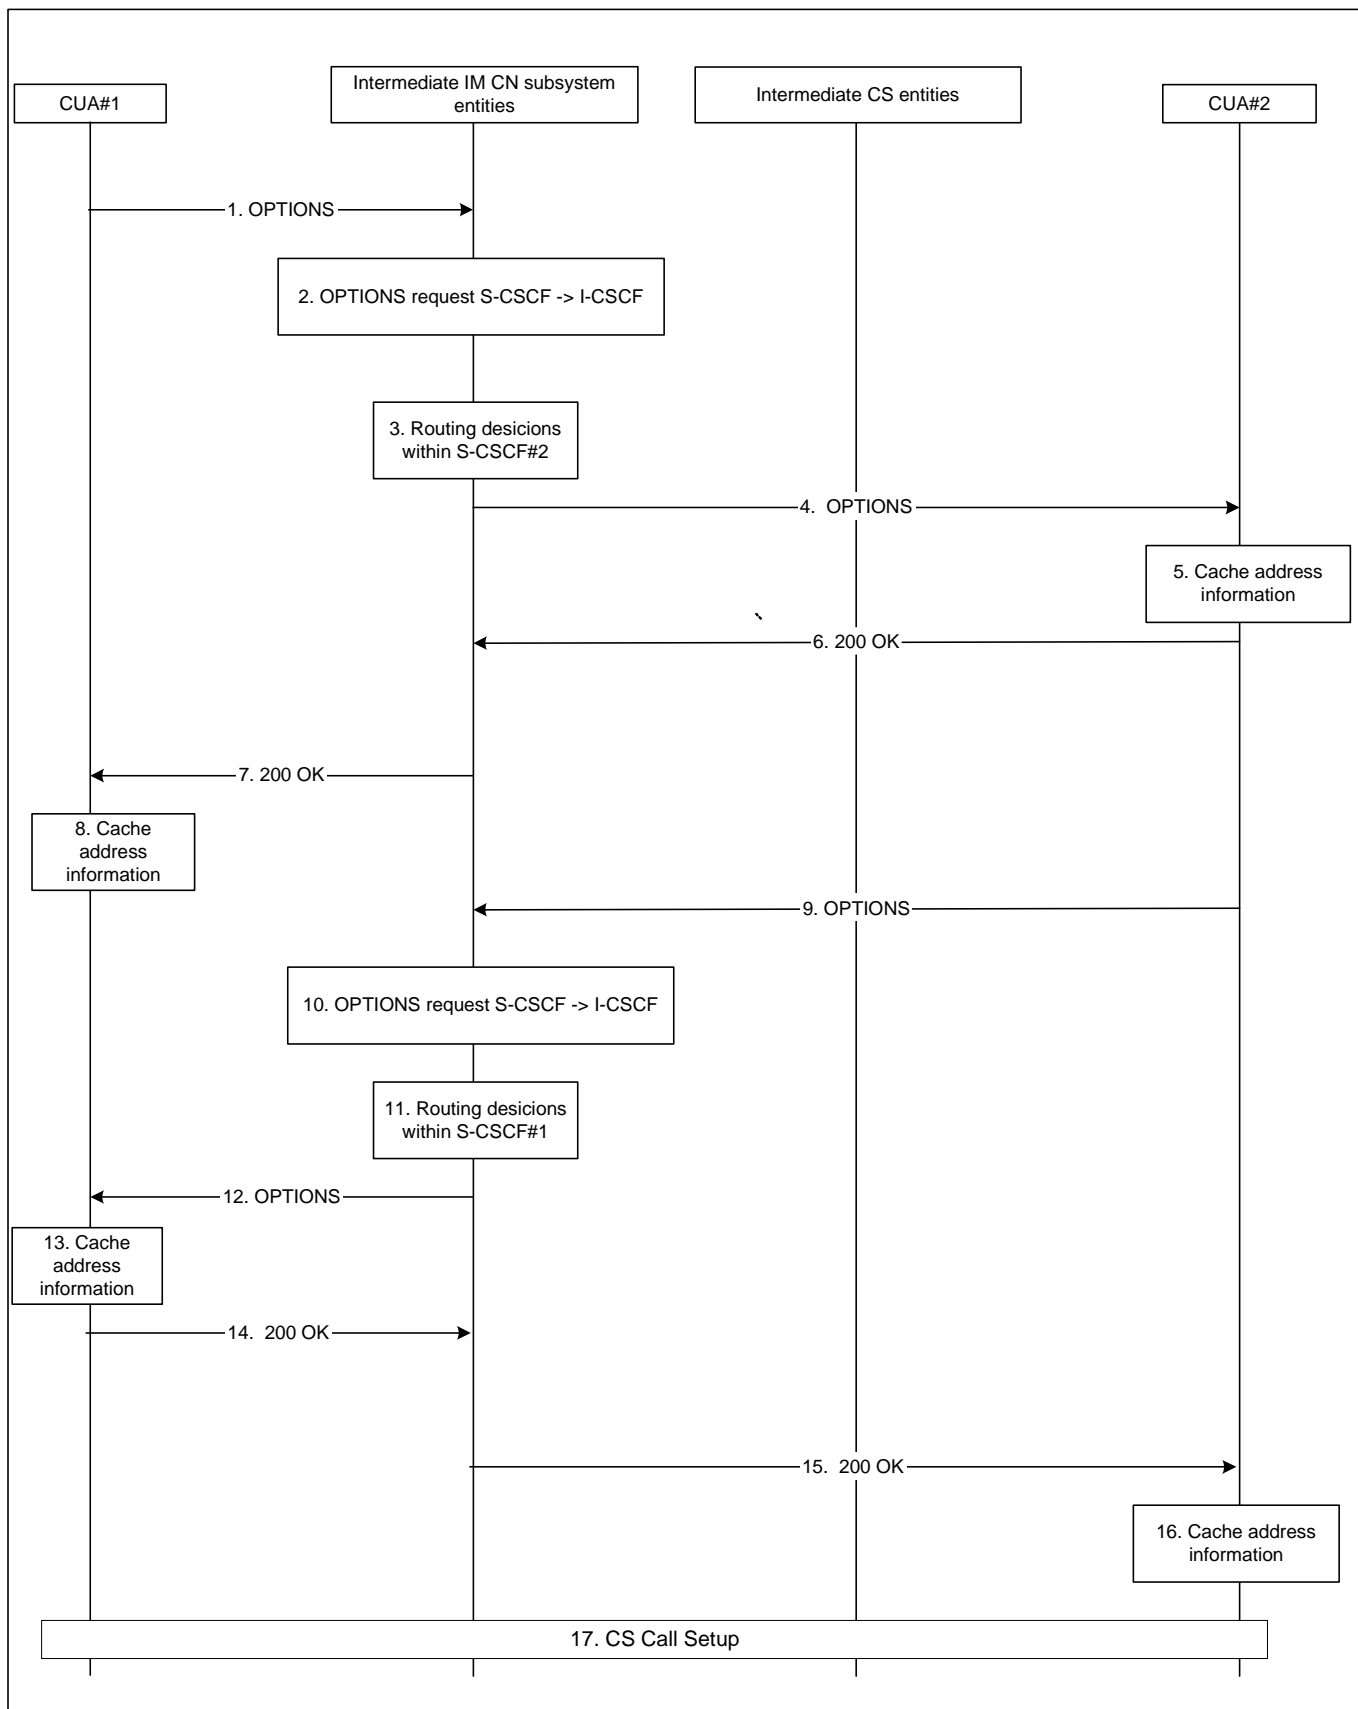 CUA#1
Intermediate IM CN subsystem
entities
Intermediate CS entities
CUA#2
1. OPTIONS
2. OPTIONS request S-CSCF -> I-CSCF
3. Routing desicions
within S-CSCF#2
4. OPTIONS
5. Cache address
information
6. 200 OK
7. 200 OK
8. Cache
address
information
9. OPTIONS
10. OPTIONS request S-CSCF -> I-CSCF
11. Routing desicions
within S-CSCF#1
12. OPTIONS
13. Cache
address
information
14. 200 OK
15. 200 OK
16. Cache address
information
17. CS Call Setup